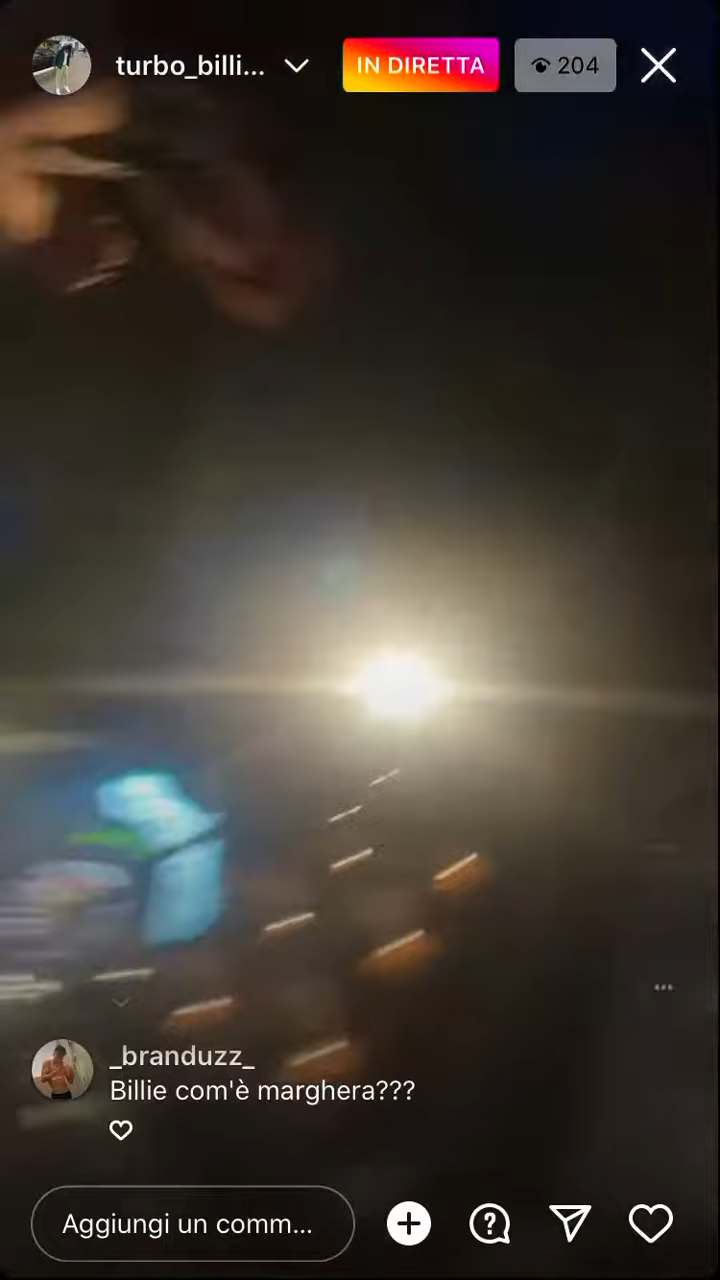 turbo_billi...
IN DIRETTA
204
_branduzz_
Billie com'è marghera???
Aggiungi un comm...